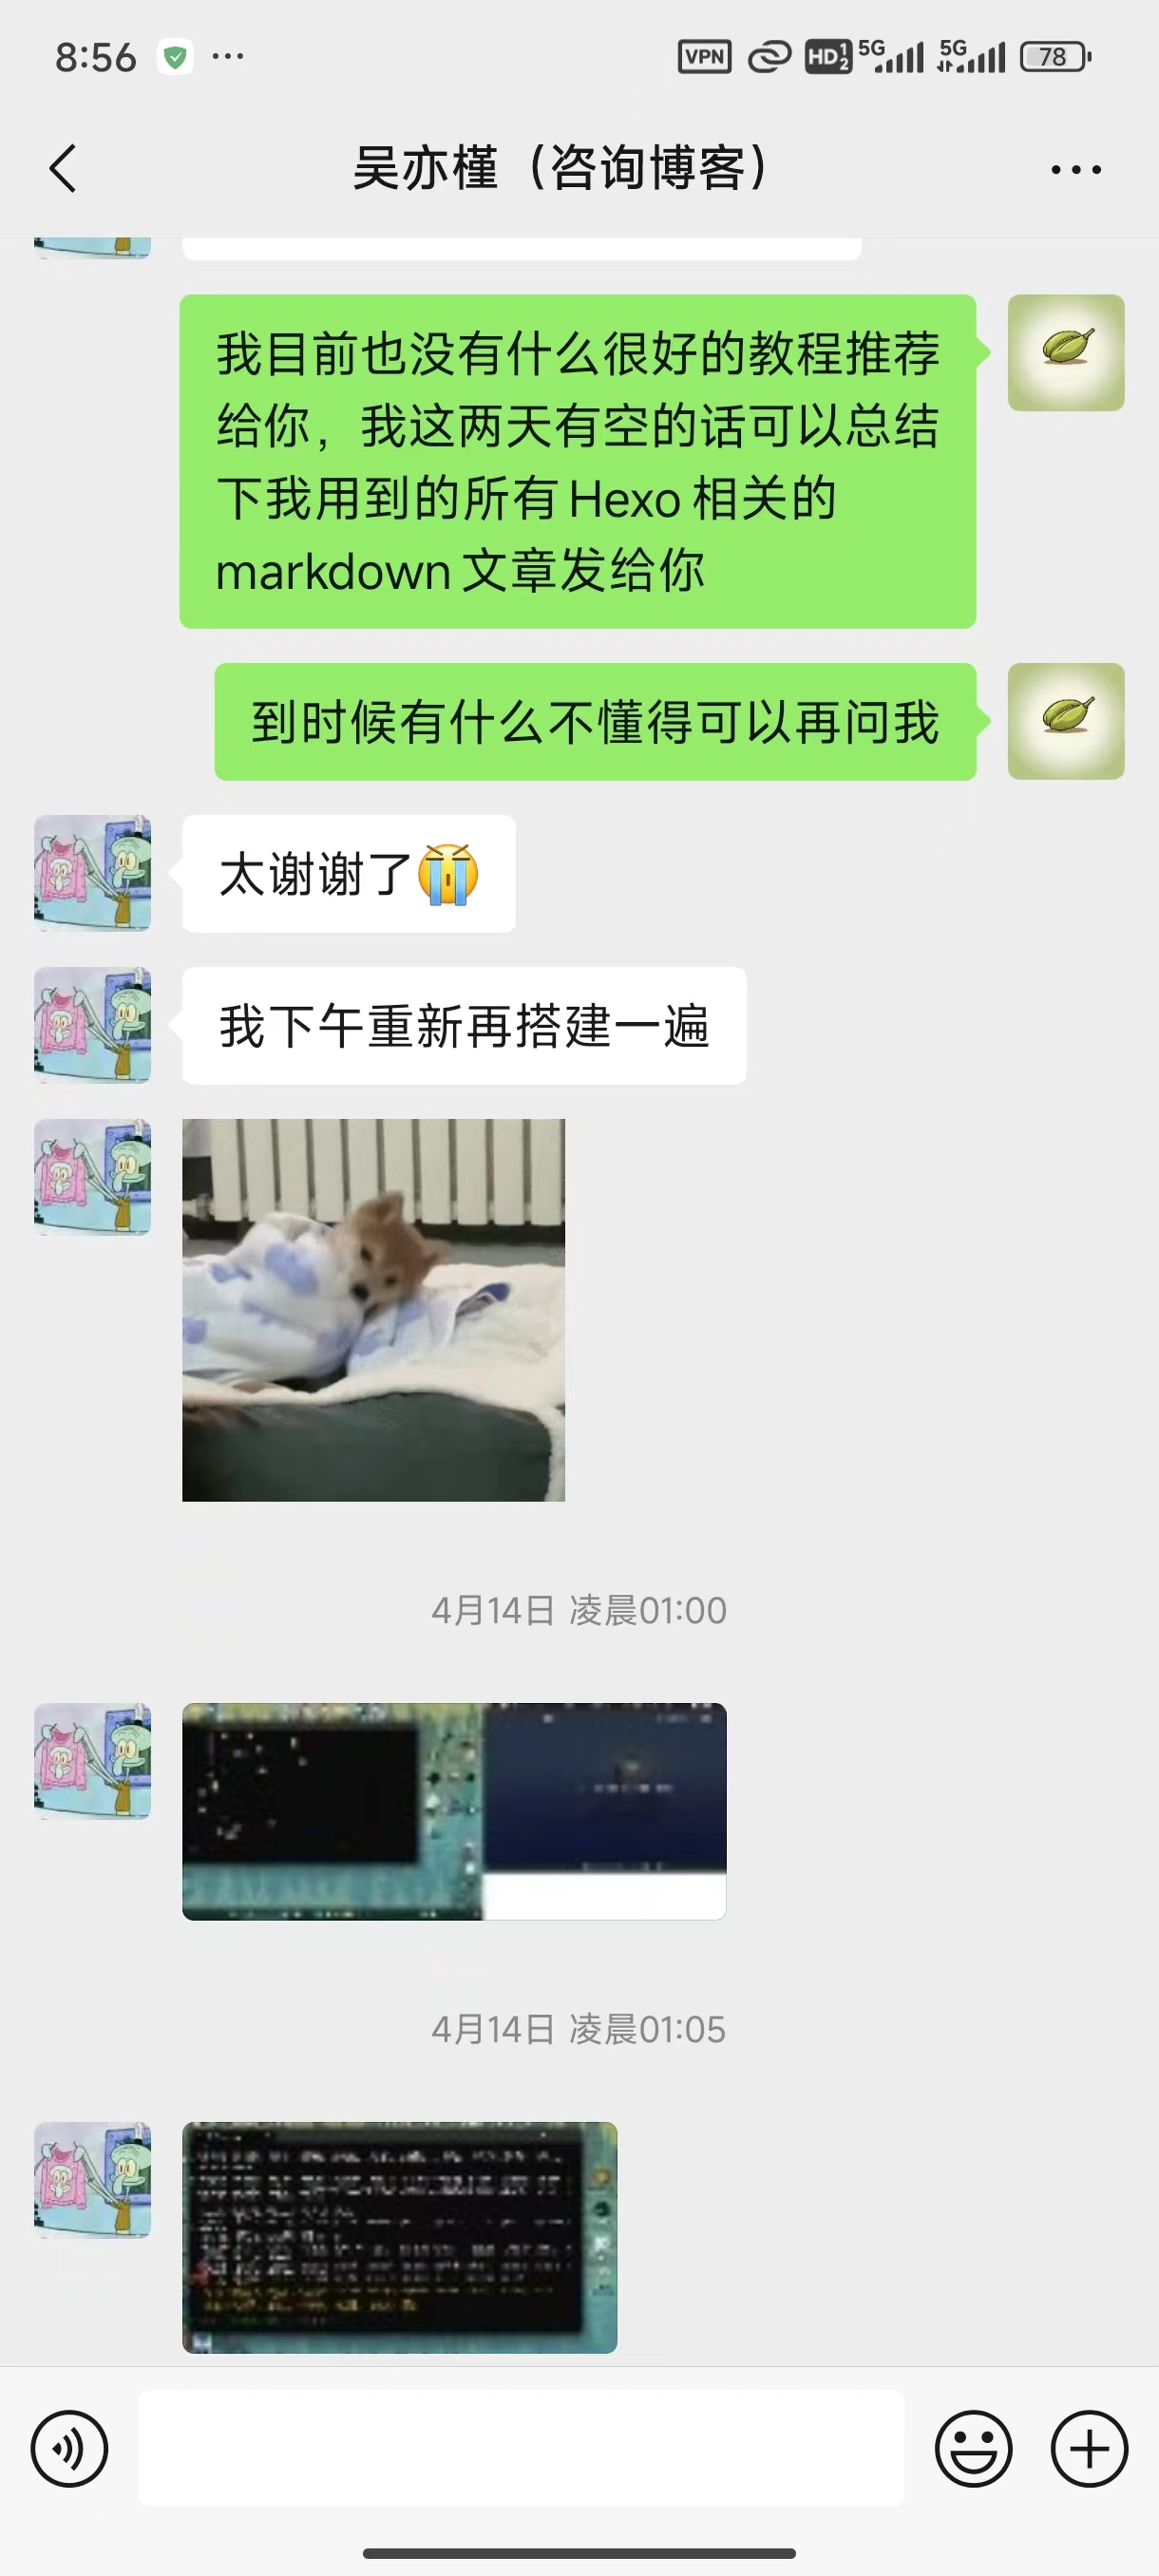 8:56
VPN
HD 1 2
5G
5G
78
吴亦槿（咨询博客）
我目前也没有什么很好的教程推荐
给你，我这两天有空的话可以总结
下我用到的所有 Hexo 相关的
markdown 文章发给你
到时候有什么不懂得可以再问我
太谢谢了
我下午重新再搭建一遍
4月14日 凌晨01:00
4月14日 凌晨01:05